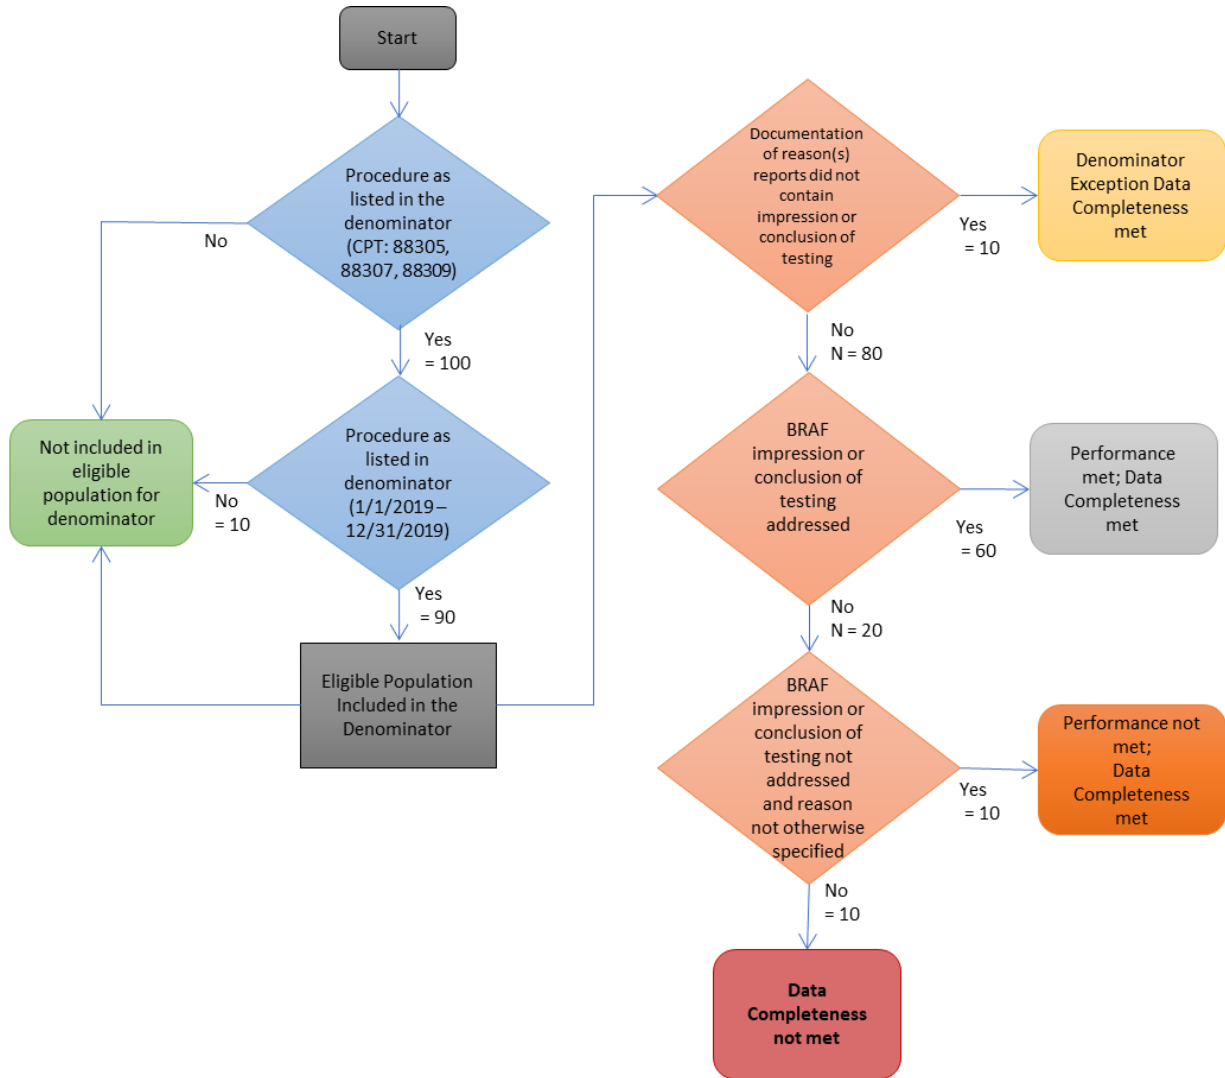 Start
Procedure as
listed in the
denominator
(CPT: 88305,
88307, 88309)
No
Yes
= 100
Procedure as
listed in
denominator
(1/1/2019 –
12/31/2019)
No
= 10
Not included in
eligible
population for
denominator
Yes
= 90
Eligible Population
Included in the
Denominator
Documentation
of reason(s)
reports did not
contain
impression or
conclusion of
testing
Yes
= 10
Denominator
Exception Data
Completeness
met
No
N = 80
BRAF
impression or
conclusion of
testing
addressed
Yes
= 60
Performance
met; Data
Completeness
met
No
N = 20
BRAF
impression or
conclusion of
testing not
addressed
and reason
not otherwise
specified
Yes
= 10
Performance not
met;
Data
Completeness
met
No
= 10
Data
Completeness
not met